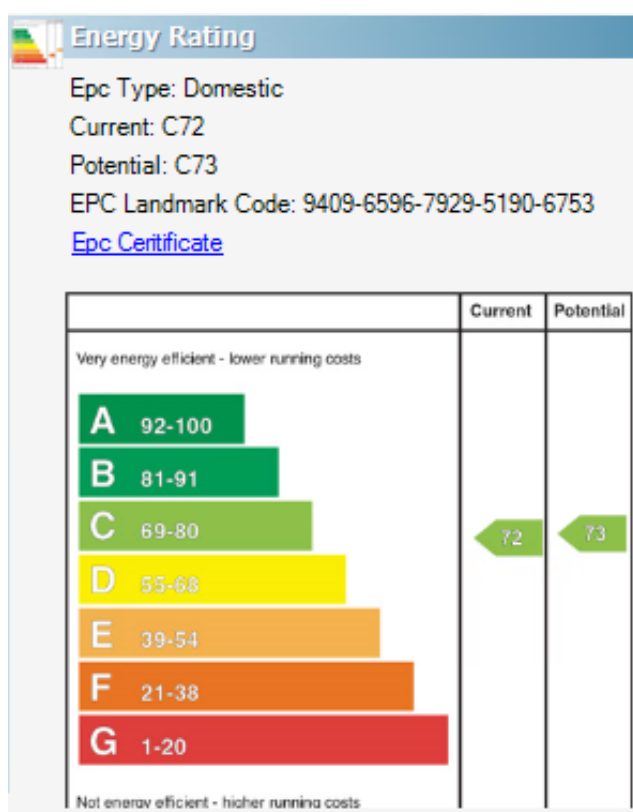 Energy Rating
Epc Type: Domestic
Current: C72
Potential: C73
EPC Landmark Code: 9409-6596-7929-5190-6753
Epc Ceritificate
Current Potential
Very energy efficient - lower running costs
A 92-100
B 81-91
C 69-80
72 73
D 55-68
E 39-54
F 21-38
G 1-20
Not energy efficient - higher running costs